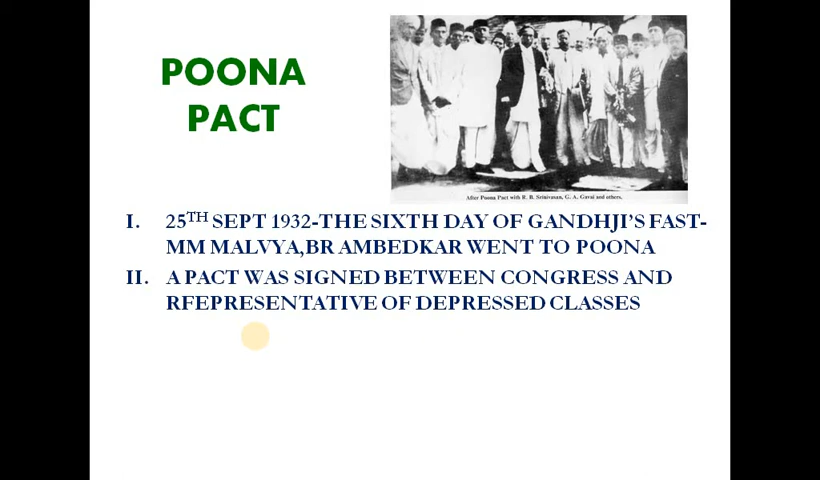 POONA
PACT
After Poona Pact with R. B. Srinivasan, G. A. Gavai and others.
I. 25TH SEPT 1932-THE SIXTH DAY OF GANDHJI'S FAST-
MM MALVYA,BR AMBEDKAR WENT TO POONA
II. A PACT WAS SIGNED BETWEEN CONGRESS AND
RFEPRESENTATIVE OF DEPRESSED CLASSES